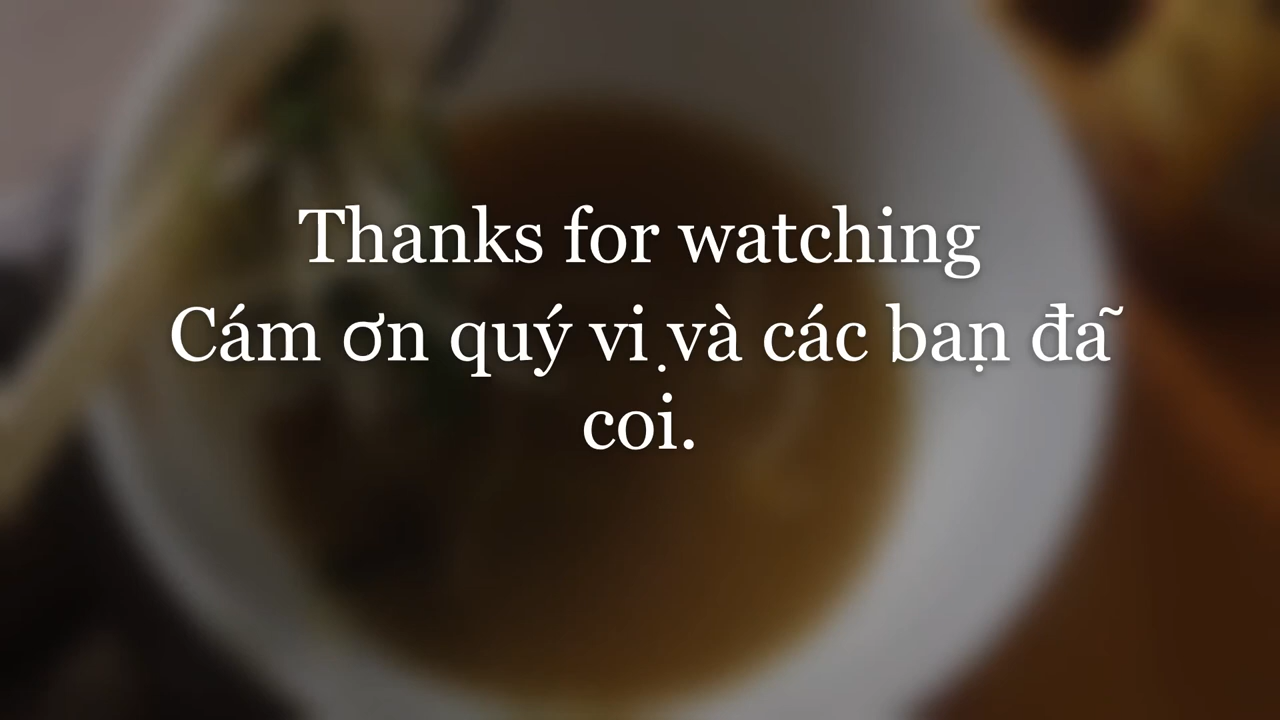 Thanks for watching
Cám ơn quý vị và các bạn đã
coi.